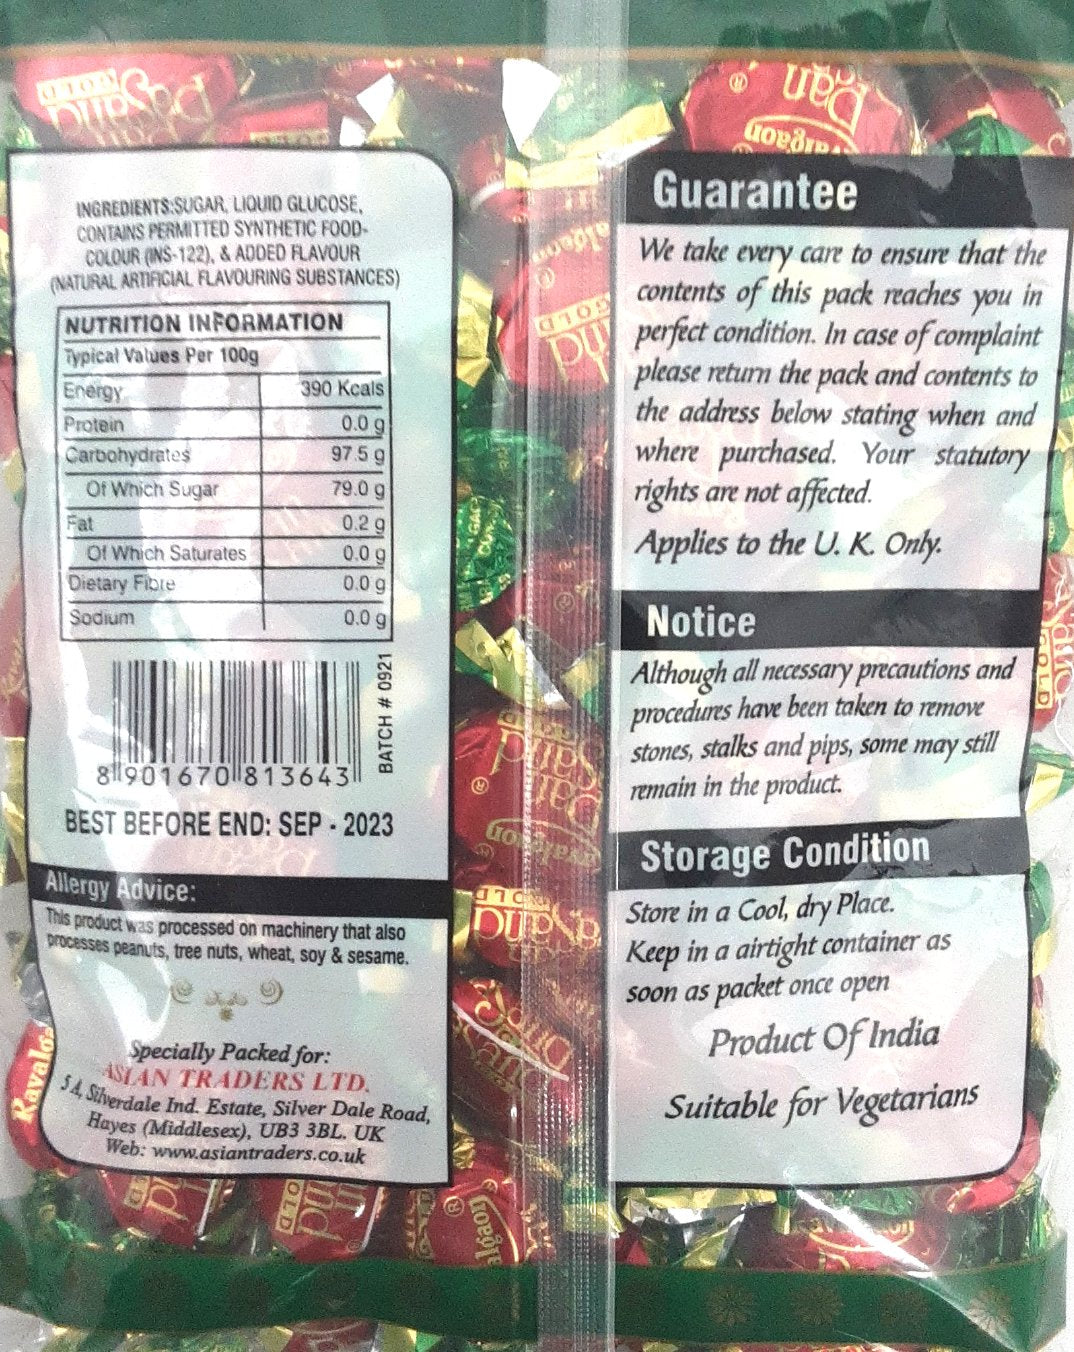 INGREDIENTS:SUGAR, LIQUID GLUCOSE,
CONTAINS PERMITTED SYNTHETIC FOOD-
COLOUR (INS-122), & ADDED FLAVOUR
(NATURAL ARTIFICIAL FLAVOURING SUBSTANCES)
NUTRITION INFORMATION
Typical Values Per 100g
Energy 390 Kcals
Protein 0.0 g
Carbohydrates 97.5 g
Of Which Sugar 79.0 g
Fat 0.2 g
Of Which Saturates 0.0 g
Dietary Fibre 0.0 g
Sodium 0.0 g
8 901670 813643
BATCH # 0921
BEST BEFORE END: SEP - 2023
Allergy Advice:
This product was processed on machinery that also
processes peanuts, tree nuts, wheat, soy & sesame.
Specially Packed for:
ASIAN TRADERS LTD.
5 A, Silverdale Ind. Estate, Silver Dale Road,
Hayes (Middlesex), UB3 3BL. UK
Web: www.asiantraders.co.uk
Guarantee
We take every care to ensure that the
contents of this pack reaches you in
perfect condition. In case of complaint
please return the pack and contents to
the address below stating when and
where purchased. Your statutory
rights are not affected.
Applies to the U. K. Only.
Notice
Although all necessary precautions and
procedures have been taken to remove
stones, stalks and pips, some may still
remain in the product.
Storage Condition
Store in a Cool, dry Place.
Keep in a airtight container as
soon as packet once open
Product Of India
Suitable for Vegetarians
Pan
Pasand
GOLD